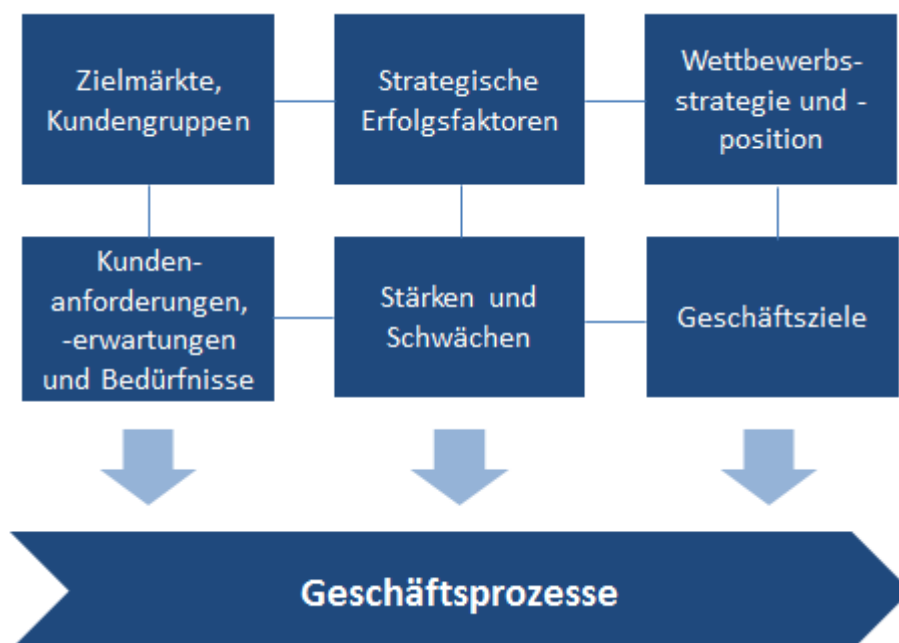 Zielmärkte,
Kundengruppen
Strategische
Erfolgsfaktoren
Wettbewerbs-
strategie und -
position
Kunden-
anforderungen,
-erwartungen
und Bedürfnisse
Stärken und
Schwächen
Geschäftsziele
Geschäftsprozesse